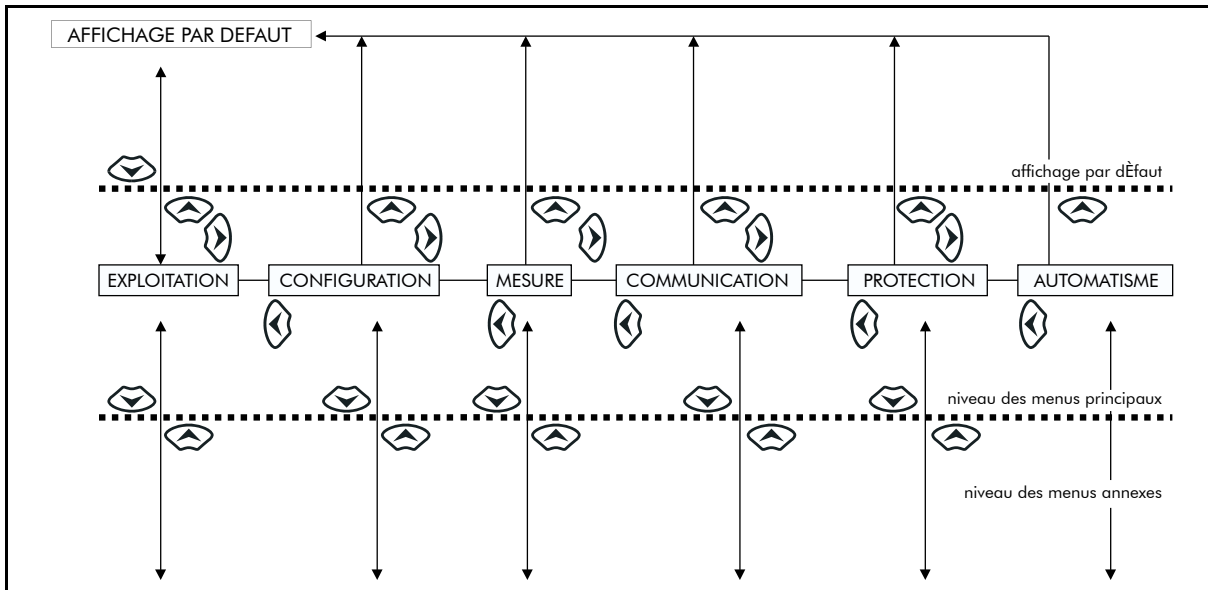 AFFICHAGE PAR DEFAUT
affichage par dÈfaut
EXPLOITATION
CONFIGURATION
MESURE
COMMUNICATION
PROTECTION
AUTOMATISME
niveau des menus principaux
niveau des menus annexes